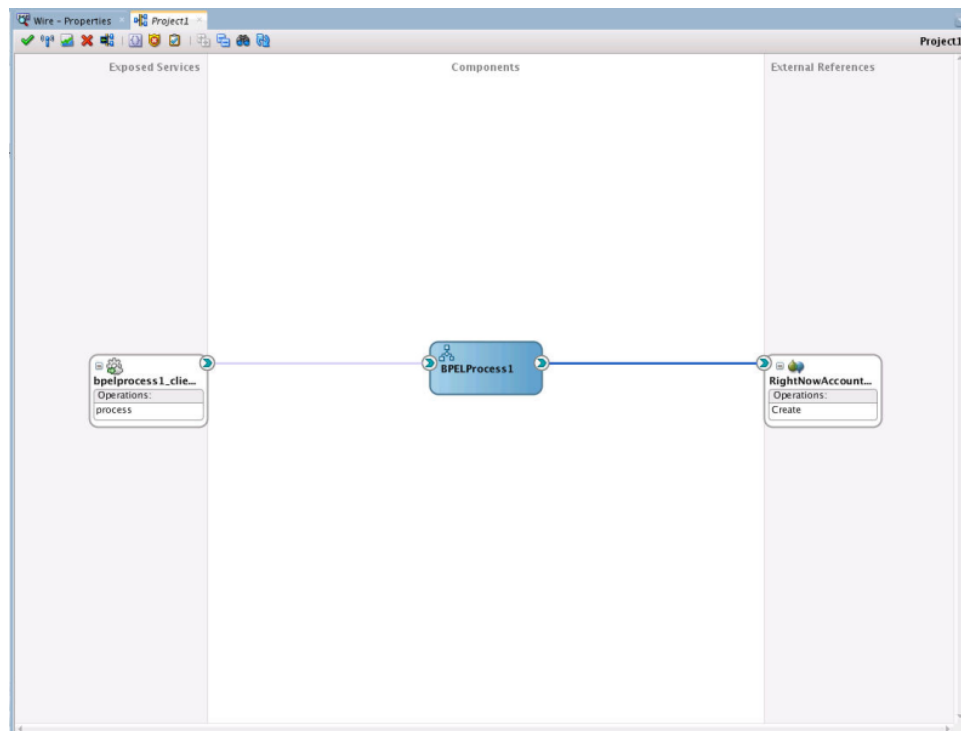 Wire - Properties Project1
Project1
Exposed Services Components External References
bpelprocess1_clie...
Operations:
process
BPELProcess1
RightNowAccount...
Operations:
Create